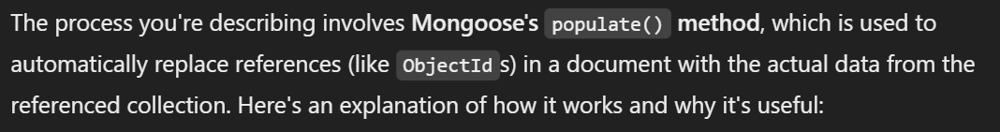 The process you're describing involves Mongoose's populate() method, which is used to
automatically replace references (like ObjectId s) in a document with the actual data from the
referenced collection. Here's an explanation of how it works and why it's useful: